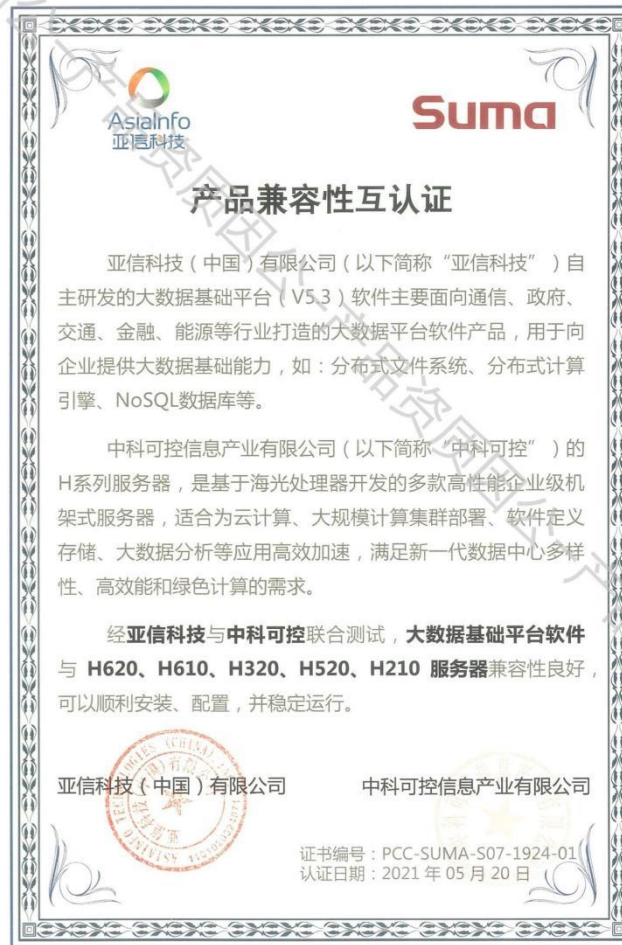 AsiaInfo
亚信科技
Suma
产品兼容性互认证
亚信科技（中国）有限公司（以下简称“亚信科技”）自
主研发的大数据基础平台（V5.3）软件主要面向通信、政府、
交通、金融、能源等行业打造的大数据平台软件产品，用于向
企业提供大数据基础能力，如：分布式文件系统、分布式计算
引擎、NoSQL数据库等。
中科可控信息产业有限公司（以下简称“中科可控”）的
H系列服务器，是基于海光处理器开发的多款高性能企业级机
架式服务器，适合为云计算、大规模计算集群部署、软件定义
存储、大数据分析等应用高效加速，满足新一代数据中心多样
性、高效能和绿色计算的需求。
经亚信科技与中科可控联合测试，大数据基础平台软件
与 H620、H610、H320、H520、H210 服务器兼容性良好，
可以顺利安装、配置，并稳定运行。
亚信科技（中国）有限公司
中科可控信息产业有限公司
证书编号：PCC-SUMA-S07-1924-01
认证日期：2021 年 05 月 20 日